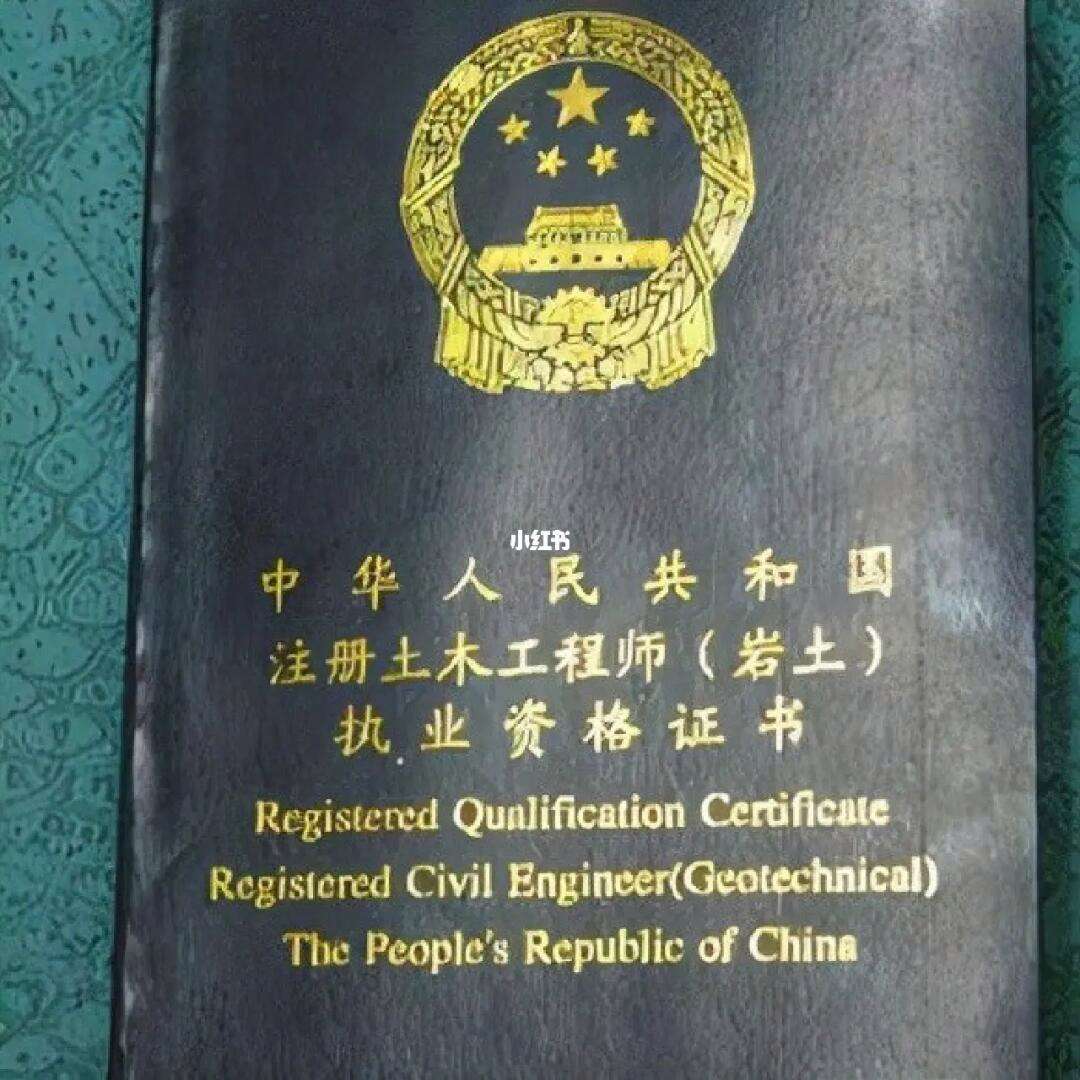 小红书
中华人民共和国
注册土木工程师（岩土）
执业资格证书
Registered Qualification Certificate
Registered Civil Engineer(Geotechnical)
The People's Republic of China